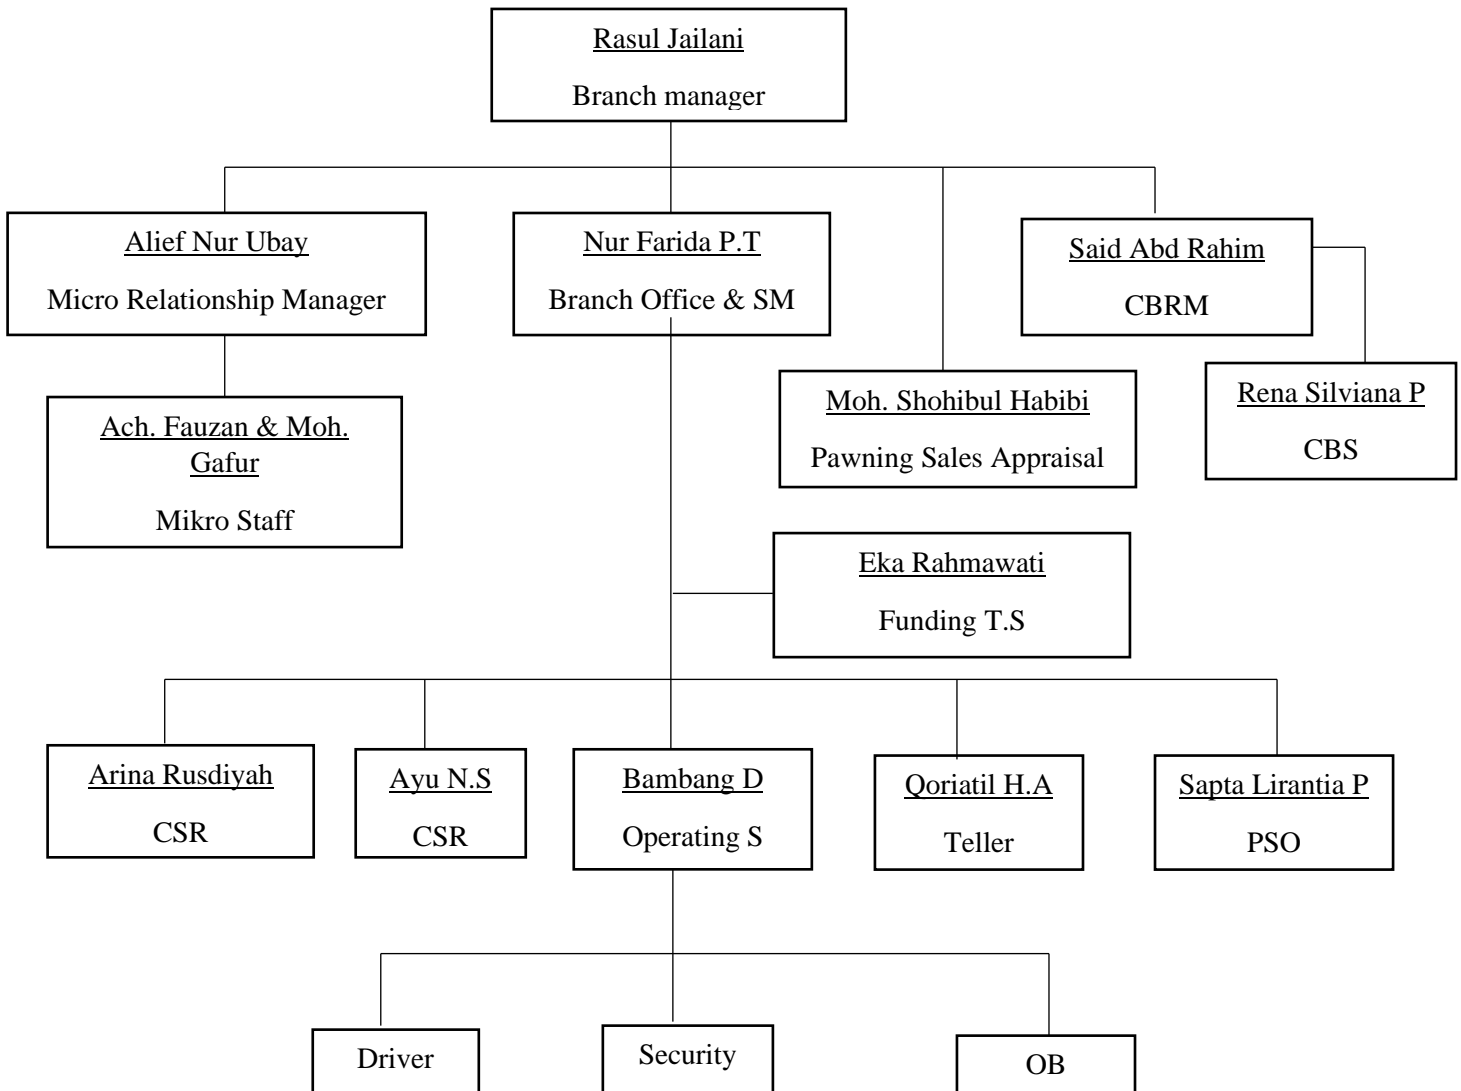 Rasul Jailani
Branch manager
Alief Nur Ubay
Micro Relationship Manager
Nur Farida P.T
Branch Office & SM
Said Abd Rahim
CBRM
Ach. Fauzan & Moh.
Gafur
Mikro Staff
Moh. Shohibul Habibi
Pawning Sales Appraisal
Rena Silviana P
CBS
Eka Rahmawati
Funding T.S
Arina Rusdiyah
CSR
Ayu N.S
CSR
Bambang D
Operating S
Qoriatil H.A
Teller
Sapta Lirantia P
PSO
Driver
Security
OB